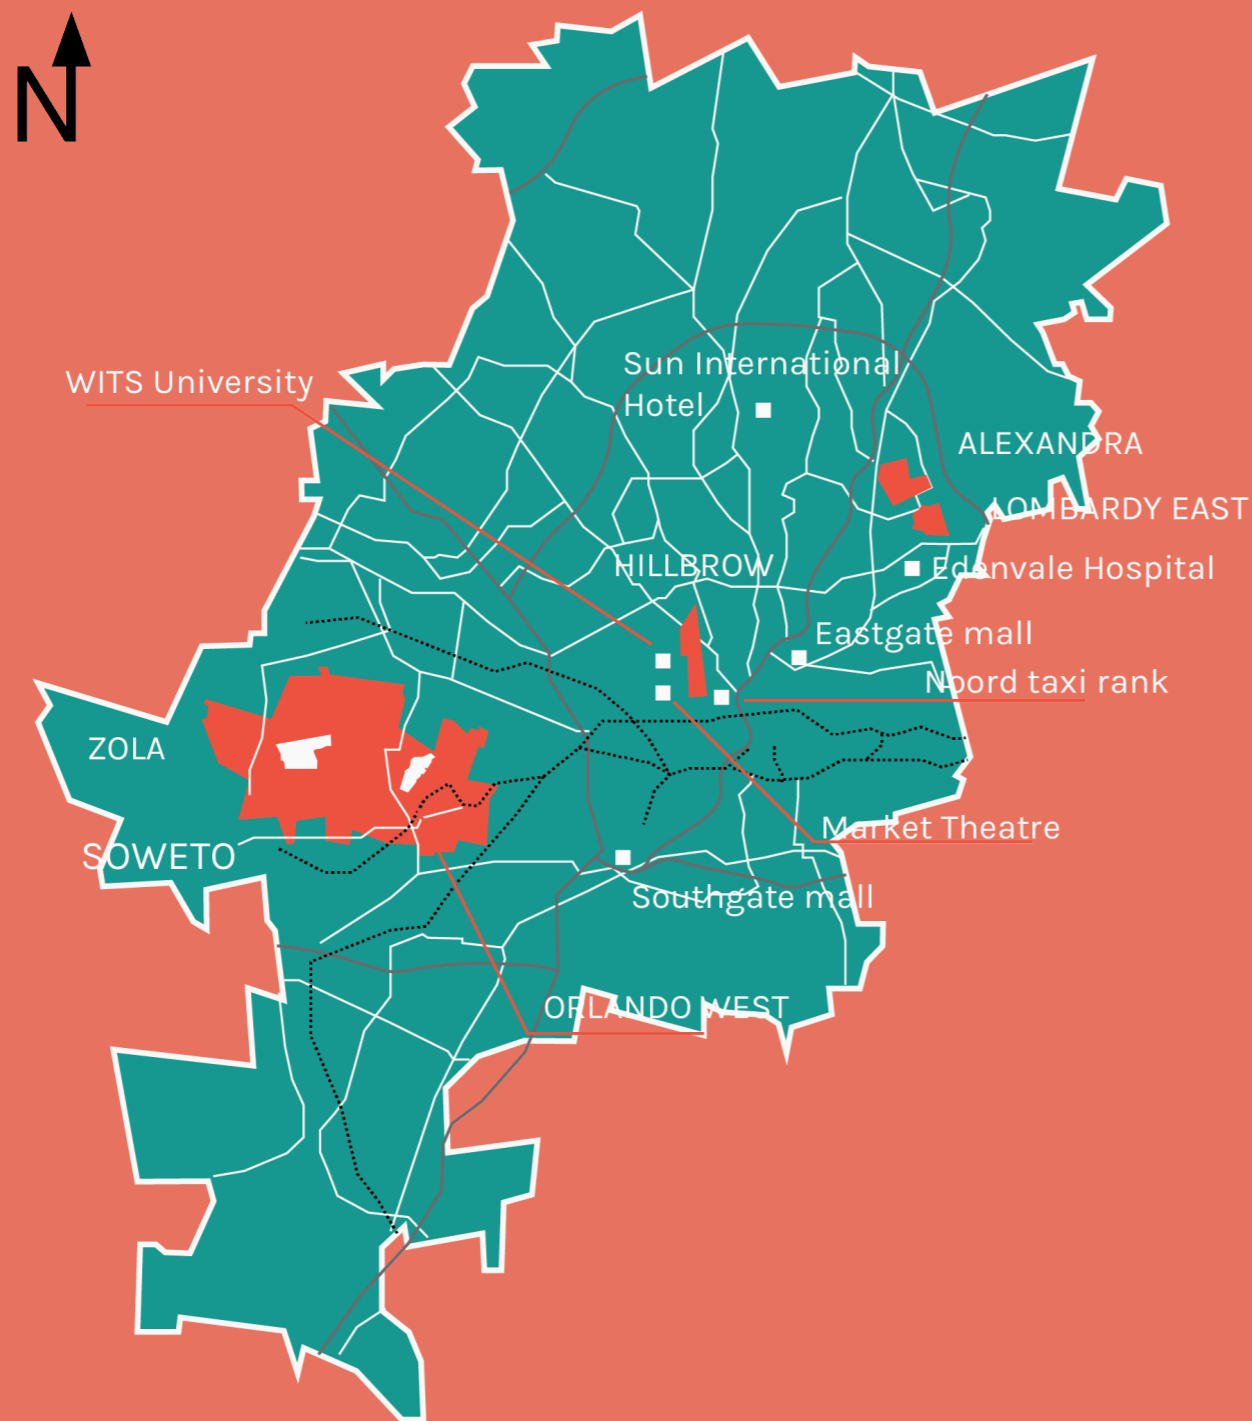 N
Sun International
Hotel
WITS University
ALEXANDRA
LOMBARDY EAST
HILLBROW
Edenvale Hospital
Eastgate mall
Noord taxi rank
ZOLA
Market Theatre
SOWETO
Southgate mall
ORLANDO WEST